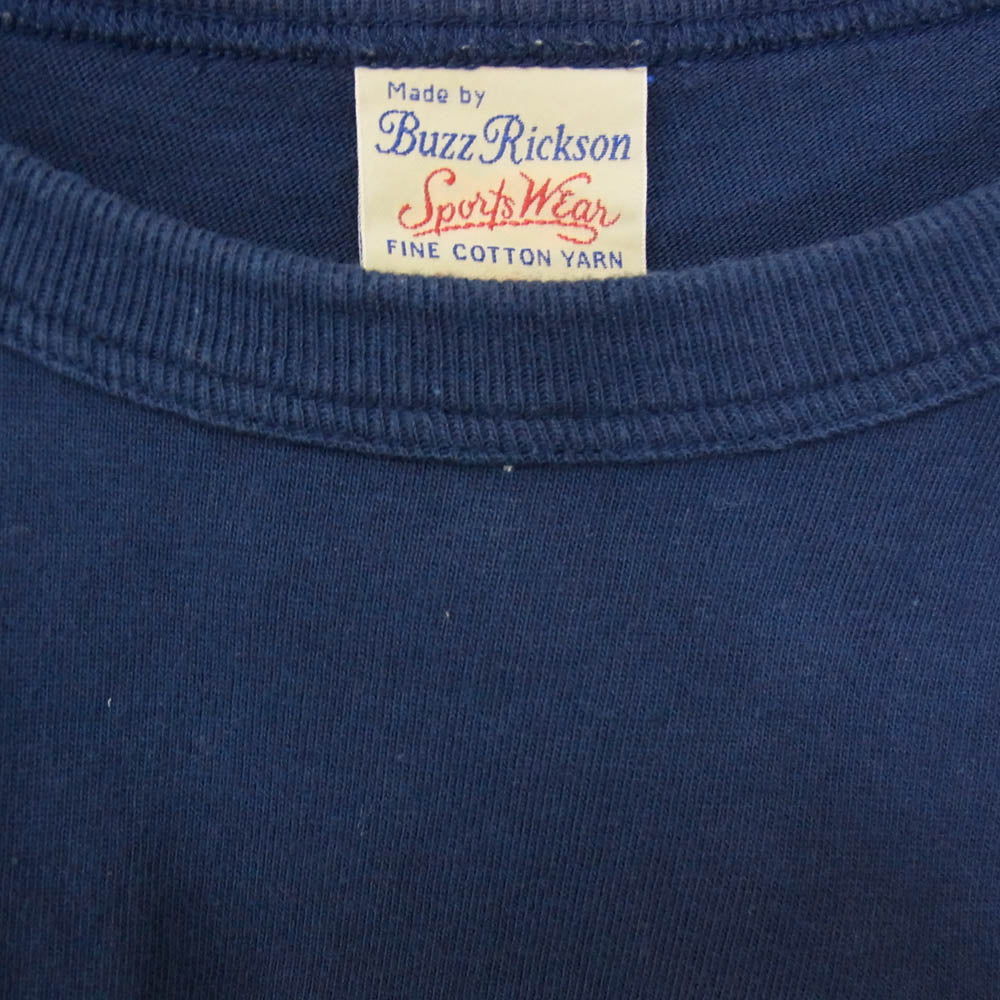 Made by
Buzz Rickson
Sports WEar
FINE COTTON YARN